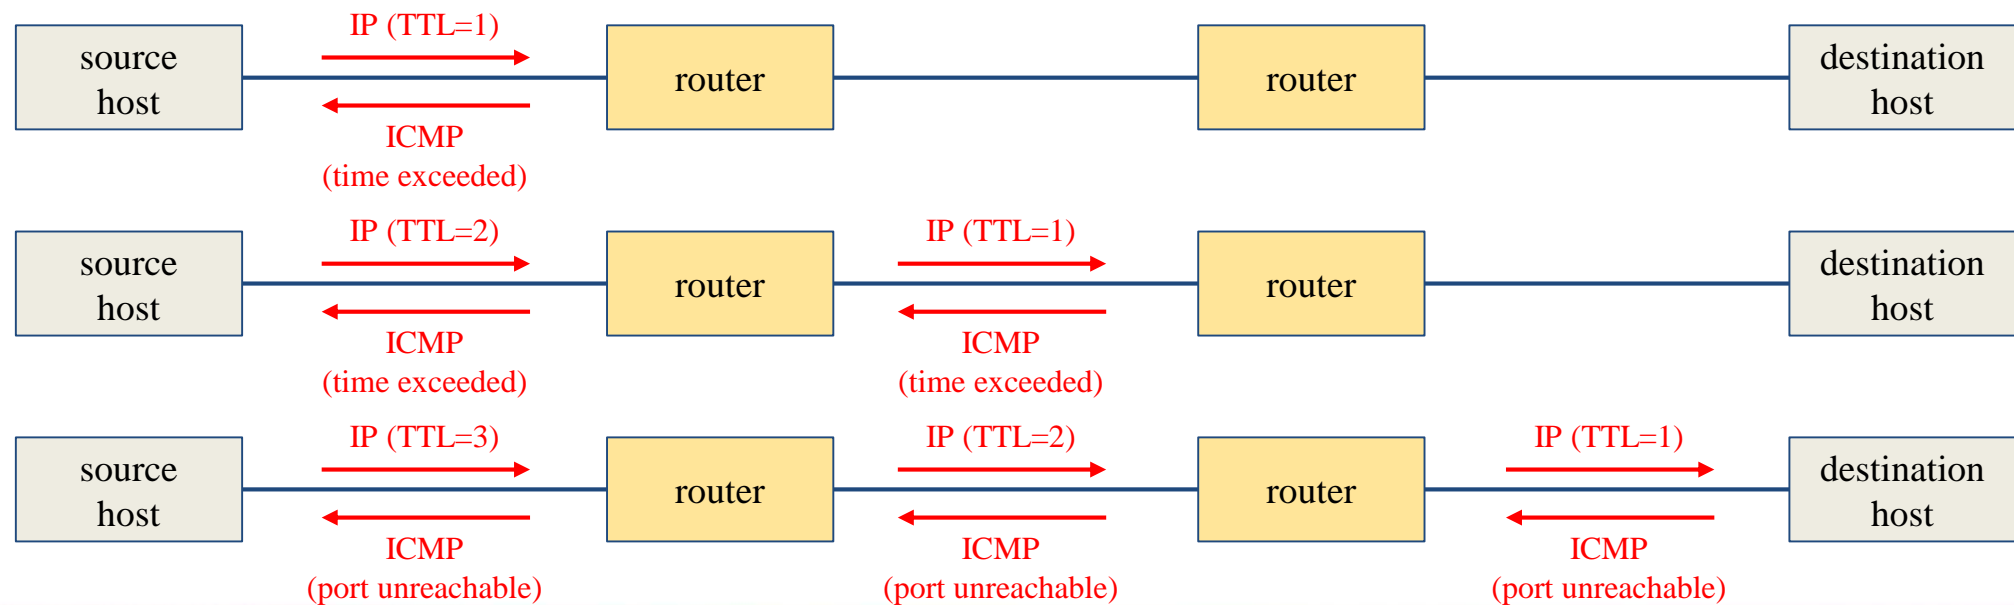 IP (TTL=1)
source
host
router
router
destination
host
ICMP
(time exceeded)
IP (TTL=2)
IP (TTL=1)
source
host
router
router
destination
host
ICMP
(time exceeded)
ICMP
(time exceeded)
IP (TTL=3)
IP (TTL=2)
IP (TTL=1)
source
host
router
router
destination
host
ICMP
(port unreachable)
ICMP
(port unreachable)
ICMP
(port unreachable)